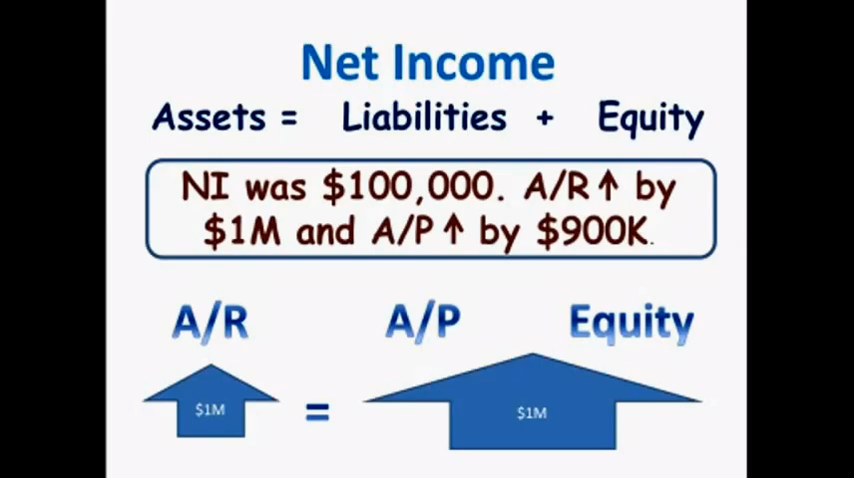 Net Income
Assets = Liabilities + Equity
NI was $100,000. A/R ↑ by
$1M and A/P ↑ by $900K.
A/R A/P Equity
$1M = $1M